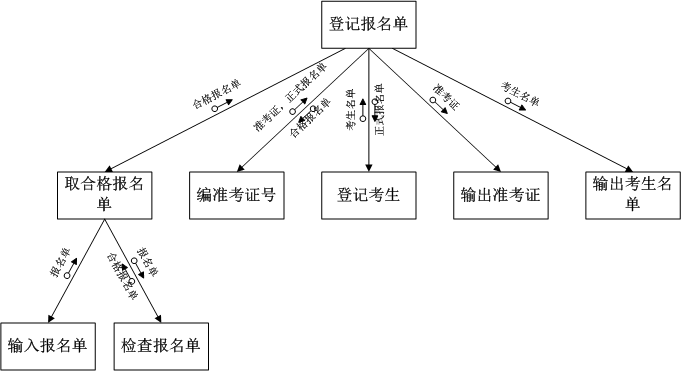 登记报名单
合格报名单
准考证，正式报名单
合格报名单
考生名单
正式报名单
准考证
考生名单
取合格报名
单
编准考证号
登记考生
输出准考证
输出考生名
单
报名单
合格报名单
报名单
输入报名单
检查报名单